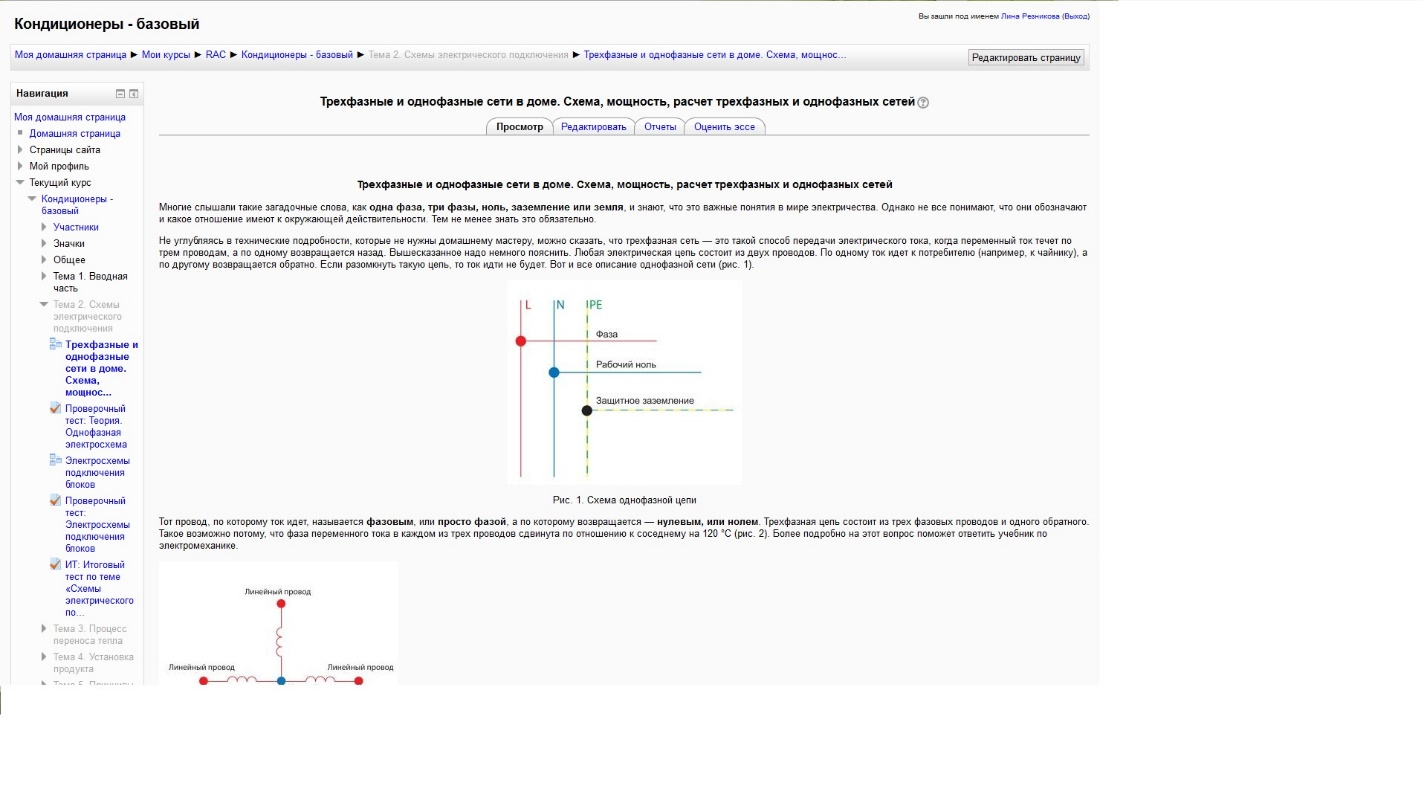 Кондиционеры - базовый
Вы зашли под именем Лина Резникова (Выход)
Моя домашняя страница ► Мои курсы ► RAC ► Кондиционеры - базовый ► Тема 2. Схемы электрического подключения ► Трехфазные и однофазные сети в доме. Схема, мощнос...
Редактировать страницу
Навигация
Моя домашняя страница
Домашняя страница
Страницы сайта
Мой профиль
Текущий курс
Кондиционеры -
базовый
Участники
Значки
Общее
Тема 1. Вводная
часть
Тема 2. Схемы
электрического
подключения
Трехфазные и
однофазные
сети в доме.
Схема,
мощнос...
Проверочный
тест: Теория.
Однофазная
электросхема
Электросхемы
подключения
блоков
Проверочный
тест:
Электросхемы
подключения
блоков
ИТ: Итоговый
тест по теме
«Схемы
электрического
по...
Тема 3. Процесс
переноса тепла
Тема 4. Установка
продукта
Трехфазные и однофазные сети в доме. Схема, мощность, расчет трехфазных и однофазных сетей
Просмотр
Редактировать
Отчеты
Оценить эссе
Трехфазные и однофазные сети в доме. Схема, мощность, расчет трехфазных и однофазных сетей
Многие слышали такие загадочные слова, как одна фаза, три фазы, ноль, заземление или земля, и знают, что это важные понятия в мире электричества. Однако не все понимают, что они обозначают
и какое отношение имеют к окружающей действительности. Тем не менее знать это обязательно.
Не углубляясь в технические подробности, которые не нужны домашнему мастеру, можно сказать, что трехфазная сеть — это такой способ передачи электрического тока, когда переменный ток течет по
трем проводам, а по одному возвращается назад. Вышесказанное надо немного пояснить. Любая электрическая цепь состоит из двух проводов. По одному ток идет к потребителю (например, к чайнику), а
по другому возвращается обратно. Если разомкнуть такую цепь, то ток идти не будет. Вот и все описание однофазной сети (рис. 1).
L N PE
Фаза
Рабочий ноль
Защитное заземление
Рис. 1. Схема однофазной цепи
Тот провод, по которому ток идет, называется фазовым, или просто фазой, а по которому возвращается — нулевым, или нолем. Трехфазная цепь состоит из трех фазовых проводов и одного обратного.
Такое возможно потому, что фаза переменного тока в каждом из трех проводов сдвинута по отношению к соседнему на 120 °C (рис. 2). Более подробно на этот вопрос поможет ответить учебник по
электромеханике.
Линейный провод
Линейный провод
Линейный провод